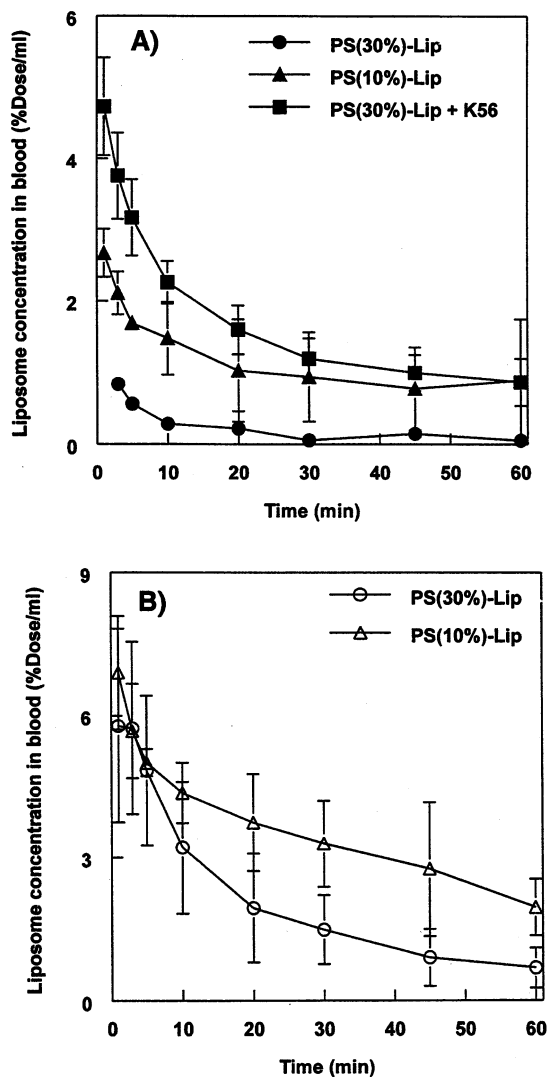 A)
PS(30%)-Lip
PS(10%)-Lip
PS(30%)-Lip + K56
Liposome concentration in blood (%Dose/ml)
6
4
2
0
0 10 20 30 40 50 60
Time (min)
B)
PS(30%)-Lip
PS(10%)-Lip
Liposome concentration in blood (%Dose/ml)
9
6
3
0
0 10 20 30 40 50 60
Time (min)